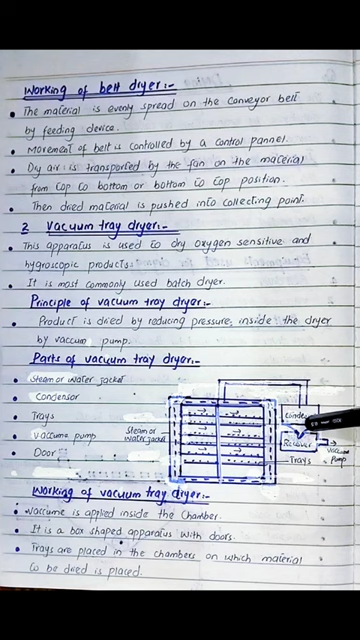 Working of belt dryer:-
• The material is evenly spread on the conveyor belt
by feeding device.
• Movement of belt is controlled by a control pannel.
• Dry air is transported by the fan on the material
from top to bottom or bottom to top position.
• Then dried material is pushed into collecting point.
2 Vacuum tray dryer:-
• This apparatus is used to dry oxygen sensitive and
hygroscopic products.
• It is most commonly used batch dryer.
Principle of vacuum tray dryer:-
• Product is dried by reducing pressure, inside the dryer
by vaccum pump.
Parts of vacuum tray dryer:-
• Steam or water jacket
• Condensor
• Trays
• Vaccume pump
• Door
Steam or
water jacket
Conde
Reciever
Trays
Vaccume
Pump
Working of vacuum tray dryer:-
• Vaccume is applied inside the chamber.
• It is a box shaped apparatus with doors.
• Trays are placed in the chambers on which material
to be dried is placed.